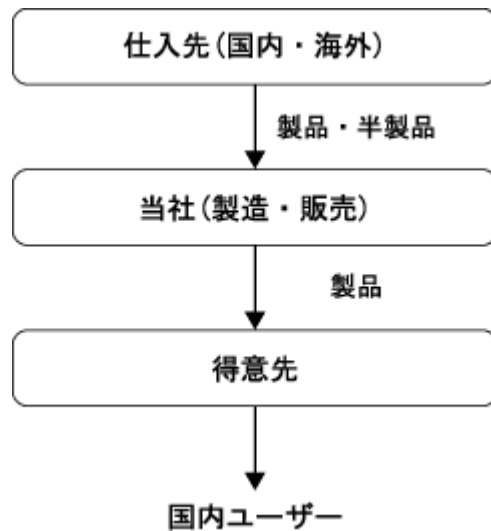 仕入先(国内・海外)
製品・半製品
当社(製造・販売)
製品
得意先
国内ユーザー